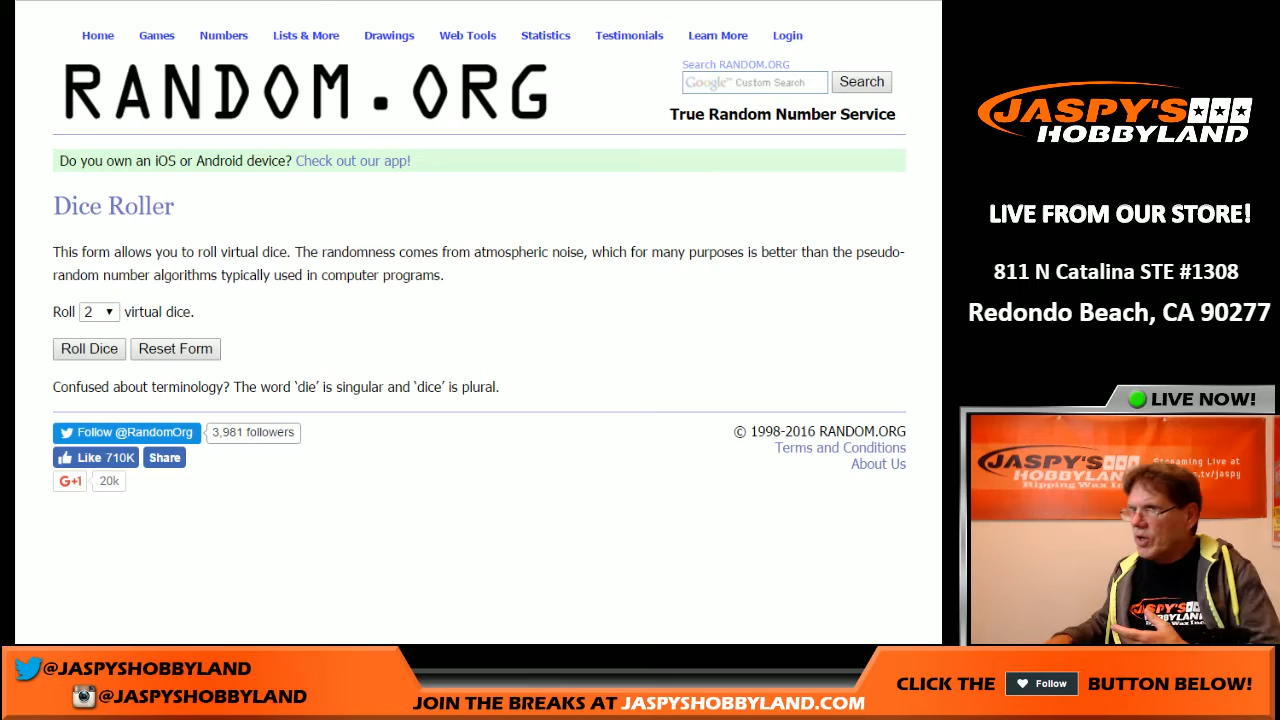 Home Games Numbers Lists & More Drawings Web Tools Statistics Testimonials Learn More Login
RANDOM.ORG
Search RANDOM.ORG
Google™ Custom Search
Search
True Random Number Service
Do you own an iOS or Android device? Check out our app!
Dice Roller
This form allows you to roll virtual dice. The randomness comes from atmospheric noise, which for many purposes is better than the pseudo-
random number algorithms typically used in computer programs.
Roll 2 virtual dice.
Roll Dice Reset Form
Confused about terminology? The word ‘die’ is singular and ‘dice’ is plural.
Follow @RandomOrg 3,981 followers
Like 710K Share
G+1 20k
© 1998-2016 RANDOM.ORG
Terms and Conditions
About Us
JASPY'S
HOBBYLAND
LIVE FROM OUR STORE!
811 N Catalina STE #1308
Redondo Beach, CA 90277
LIVE NOW!
JASPY'S
HOBBYLAND
Ripping Wax Inc.
Streaming Live at
.tv/jaspy
JASPY'S
@JASPYSHOBBYLAND
@JASPYSHOBBYLAND
JOIN THE BREAKS AT JASPYSHOBBYLAND.COM
CLICK THE Follow BUTTON BELOW!